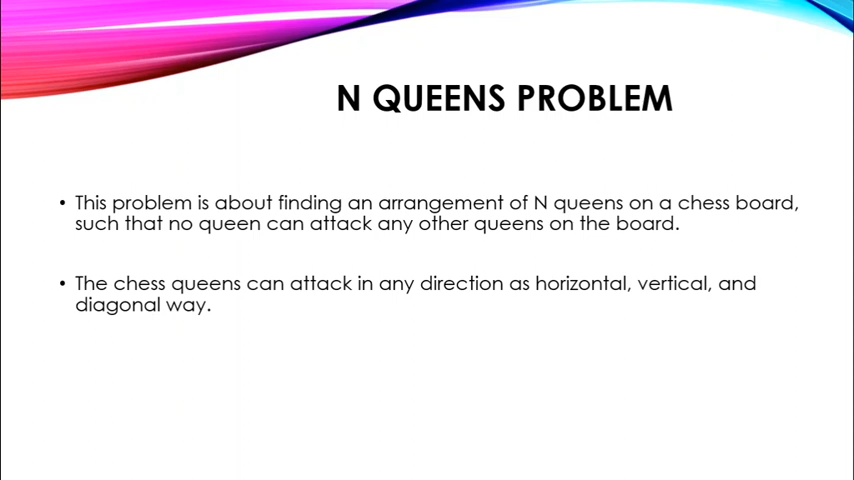 N QUEENS PROBLEM
• This problem is about finding an arrangement of N queens on a chess board,
such that no queen can attack any other queens on the board.
• The chess queens can attack in any direction as horizontal, vertical, and
diagonal way.